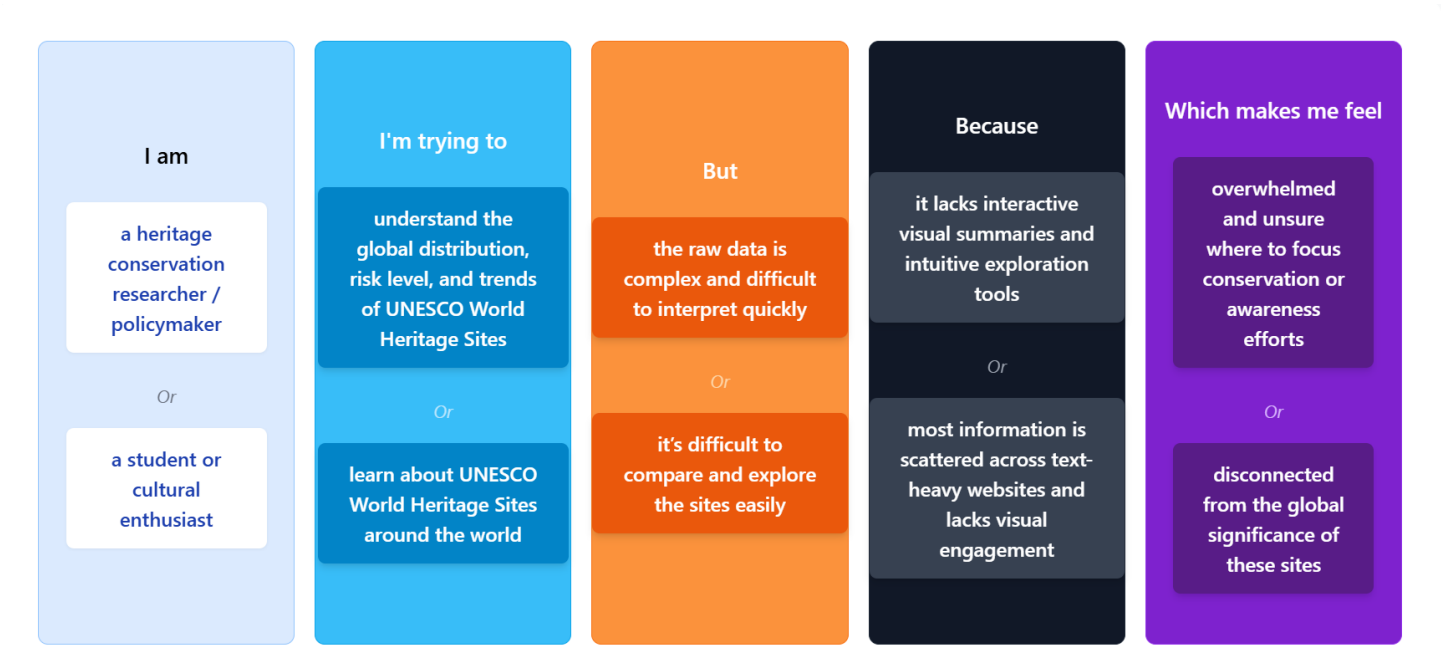 I am
a heritage
conservation
researcher /
policymaker
Or
a student or
cultural
enthusiast
I'm trying to
understand the
global distribution,
risk level, and trends
of UNESCO World
Heritage Sites
Or
learn about UNESCO
World Heritage Sites
around the world
But
the raw data is
complex and difficult
to interpret quickly
Or
it’s difficult to
compare and explore
the sites easily
Because
it lacks interactive
visual summaries and
intuitive exploration
tools
Or
most information is
scattered across text-
heavy websites and
lacks visual
engagement
Which makes me feel
overwhelmed
and unsure
where to focus
conservation or
awareness
efforts
Or
disconnected
from the global
significance of
these sites